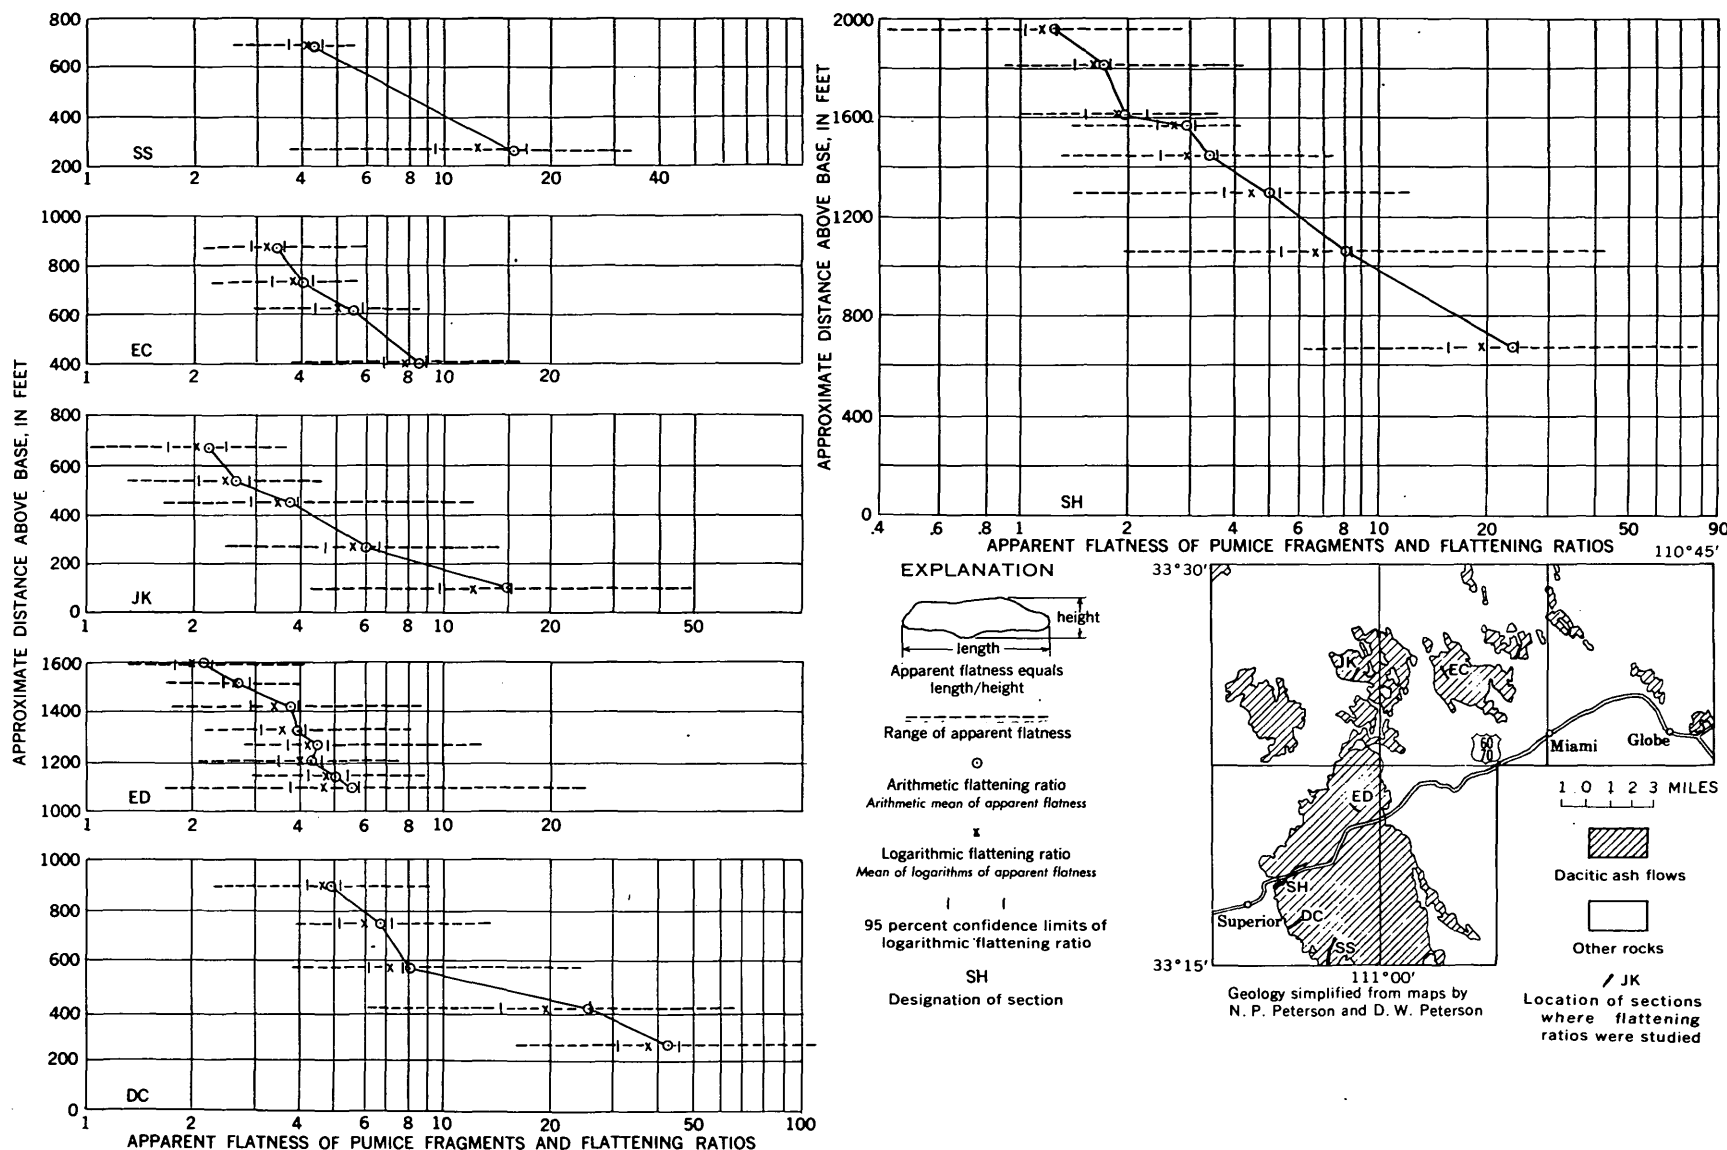 APPROXIMATE DISTANCE ABOVE BASE, IN FEET
800
600
400
200
SS
1 2 4 6 8 10 20 40
1000
800
600
400
EC
1 2 4 6 8 10 20
800
600
400
200
0
JK
1 2 4 6 8 10 20 50
1600
1400
1200
1000
ED
1 2 4 6 8 10 20
1000
800
600
400
200
0
DC
1 2 4 6 8 10 20 50 100
APPARENT FLATNESS OF PUMICE FRAGMENTS AND FLATTENING RATIOS
APPROXIMATE DISTANCE ABOVE BASE, IN FEET
2000
1600
1200
800
400
0
SH
.4 .6 .8 1 2 4 6 8 10 20 50 90
APPARENT FLATNESS OF PUMICE FRAGMENTS AND FLATTENING RATIOS
EXPLANATION
height
length
Apparent flatness equals
length/height
Range of apparent flatness
Arithmetic flattening ratio
Arithmetic mean of apparent flatness
x
Logarithmic flattening ratio
Mean of logarithms of apparent flatness
95 percent confidence limits of
logarithmic flattening ratio
SH
Designation of section
110°45′
33°30′
JK
EC
60
70
Miami
Globe
ED
SH
Superior
DC
SS
33°15′
111°00′
Geology simplified from maps by
N. P. Peterson and D. W. Peterson
1 0 1 2 3 MILES
Dacitic ash flows
Other rocks
JK
Location of sections
where flattening
ratios were studied